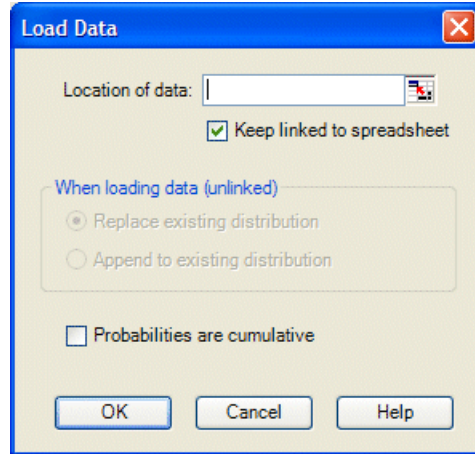 Load Data
Location of data:
Keep linked to spreadsheet
When loading data (unlinked)
Replace existing distribution
Append to existing distribution
Probabilities are cumulative
OK Cancel Help